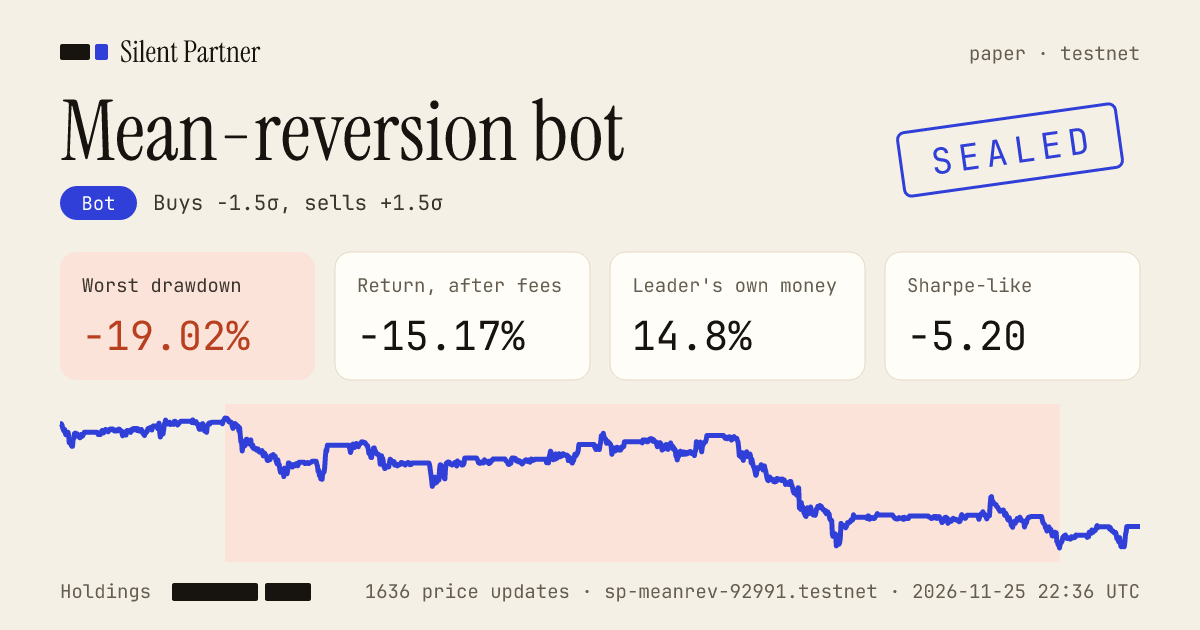 Silent Partner
paper · testnet
Mean-reversion bot
SEALED
Bot Buys -1.5σ, sells +1.5σ
Worst drawdown
-19.02%
Return, after fees
-15.17%
Leader's own money
14.8%
Sharpe-like
-5.20
Holdings
1636 price updates · sp-meanrev-92991.testnet · 2026-11-25 22:36 UTC